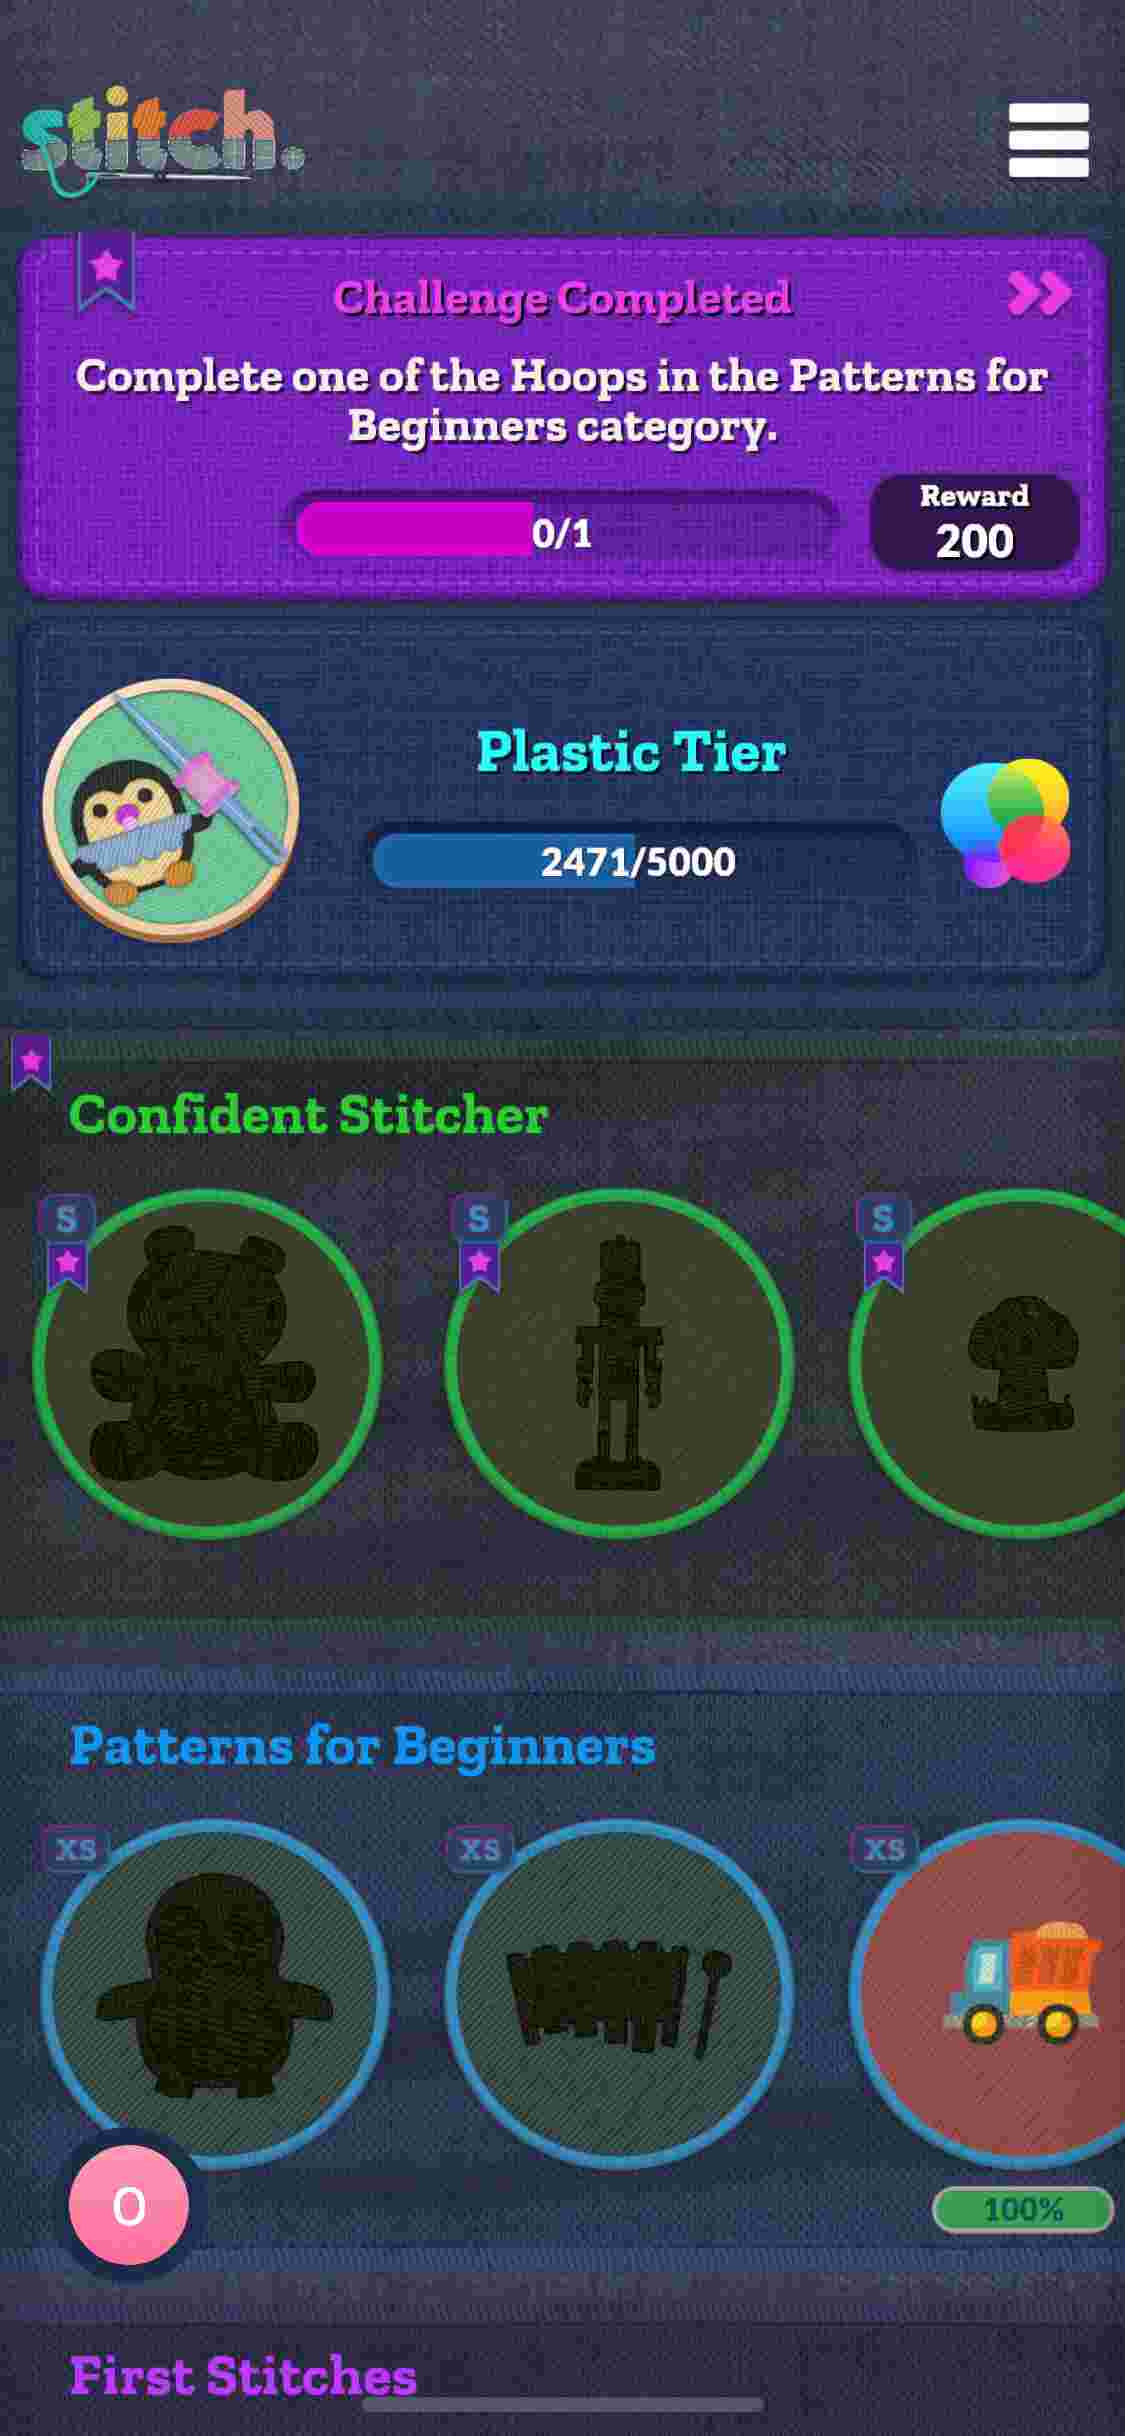 stitch.
Challenge Completed
Complete one of the Hoops in the Patterns for
Beginners category.
0/1
Reward
200
Plastic Tier
2471/5000
Confident Stitcher
S
S
S
Patterns for Beginners
XS
XS
XS
0
100%
First Stitches